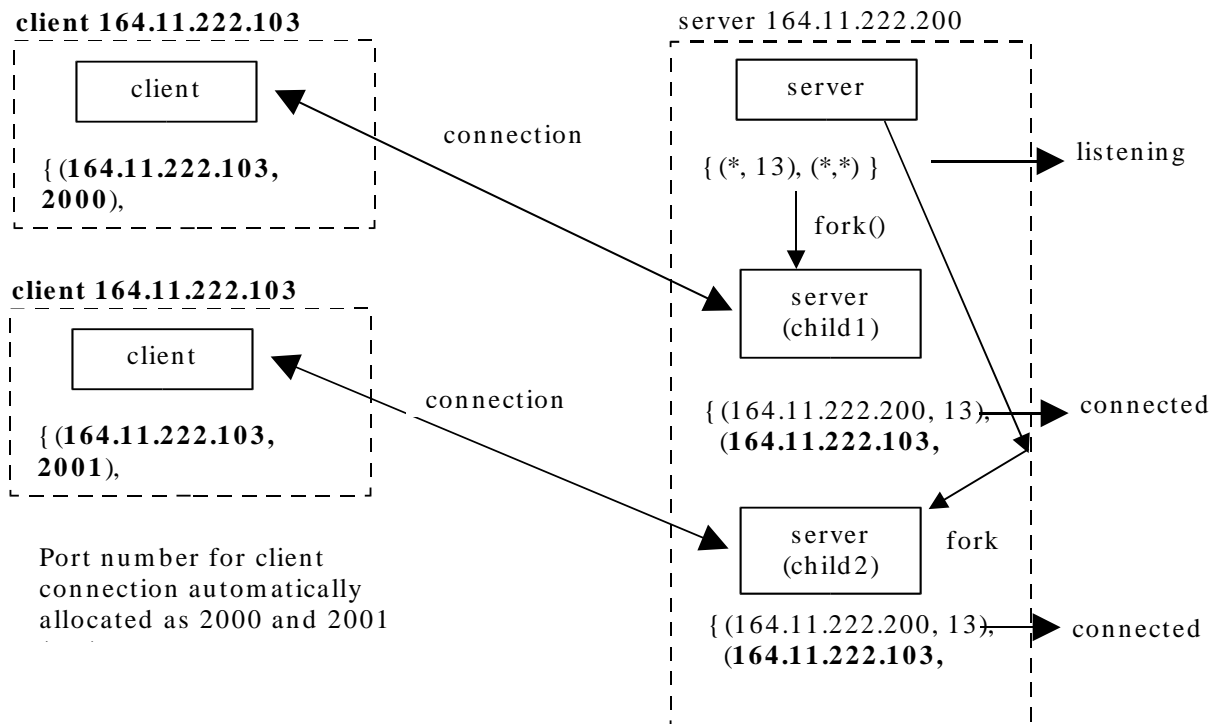 client 164.11.222.103
client
{ (164.11.222.103,
2000),
connection
client 164.11.222.103
client
{ (164.11.222.103,
2001),
connection
Port number for client
connection automatically
allocated as 2000 and 2001
server 164.11.222.200
server
{ (*, 13), (*,*) }
listening
fork()
server
(child1)
{ (164.11.222.200, 13),
(164.11.222.103,
connected
server
(child2)
fork
{ (164.11.222.200, 13),
(164.11.222.103,
connected